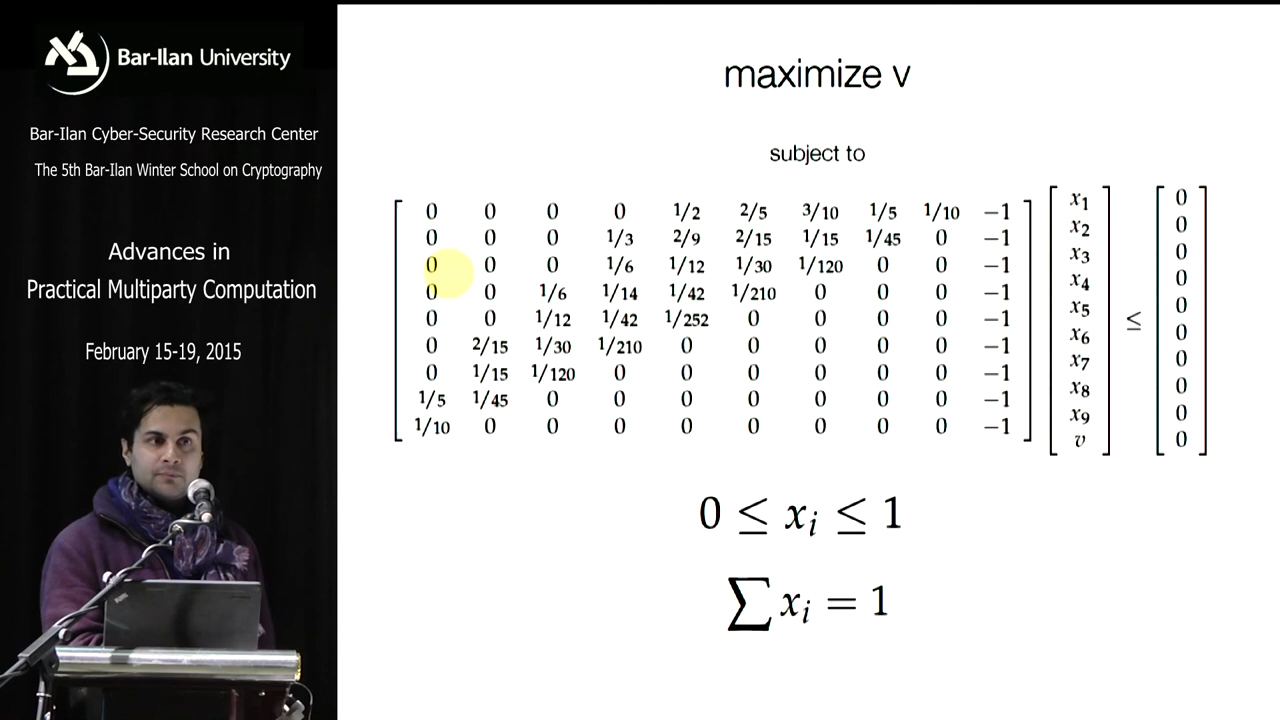 Bar-Ilan University
Bar-Ilan Cyber-Security Research Center
The 5th Bar-Ilan Winter School on Cryptography
Advances in
Practical Multiparty Computation
February 15-19, 2015
maximize v
subject to
0 0 0 0 1/2 2/5 3/10 1/5 1/10 −1 x1 0
0 0 0 1/3 2/9 2/15 1/15 1/45 0 −1 x2 0
0 0 0 1/6 1/12 1/30 1/120 0 0 −1 x3 0
0 0 1/6 1/14 1/42 1/210 0 0 0 −1 x4 0
0 0 1/12 1/42 1/252 0 0 0 0 −1 x5 ≤ 0
0 2/15 1/30 1/210 0 0 0 0 0 −1 x6 0
0 1/15 1/120 0 0 0 0 0 0 −1 x7 0
1/5 1/45 0 0 0 0 0 0 0 −1 x8 0
1/10 0 0 0 0 0 0 0 0 −1 x9 0
v 0
0 ≤ xi ≤ 1
∑ xi = 1